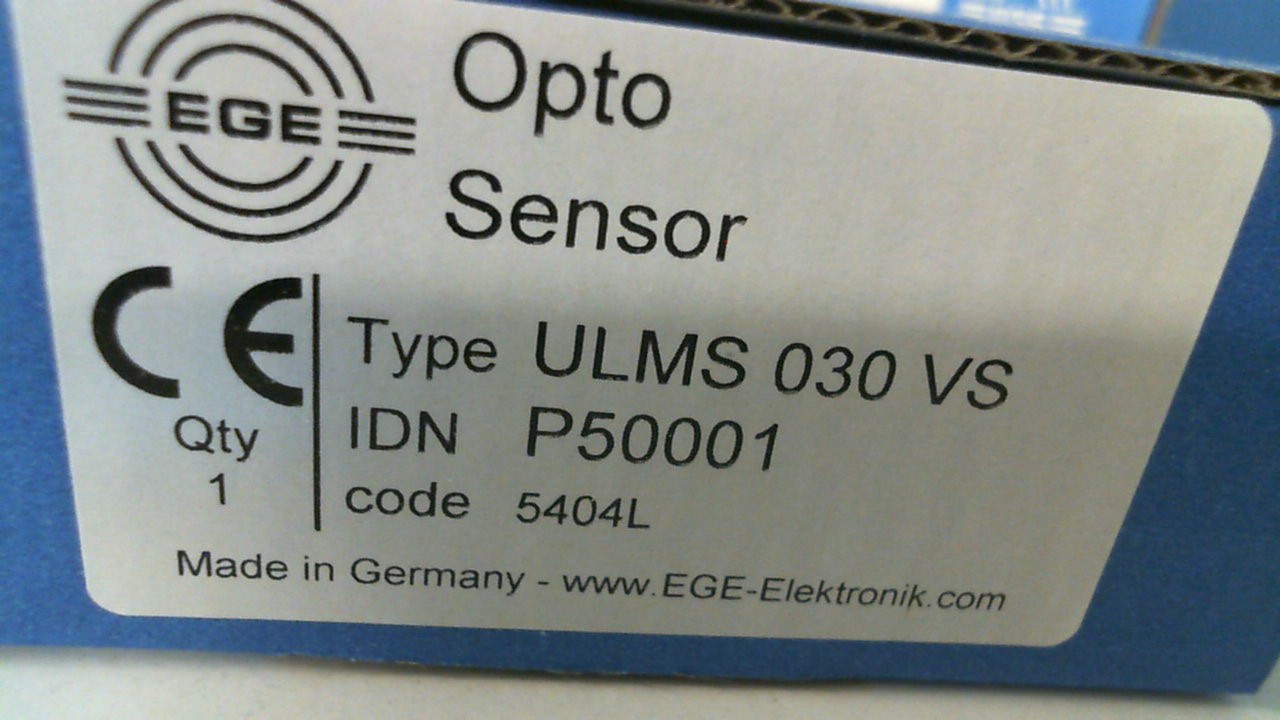 EGE
Opto
Sensor
CE
Type ULMS 030 VS
IDN P50001
code 5404L
Qty
1
Made in Germany - www.EGE-Elektronik.com